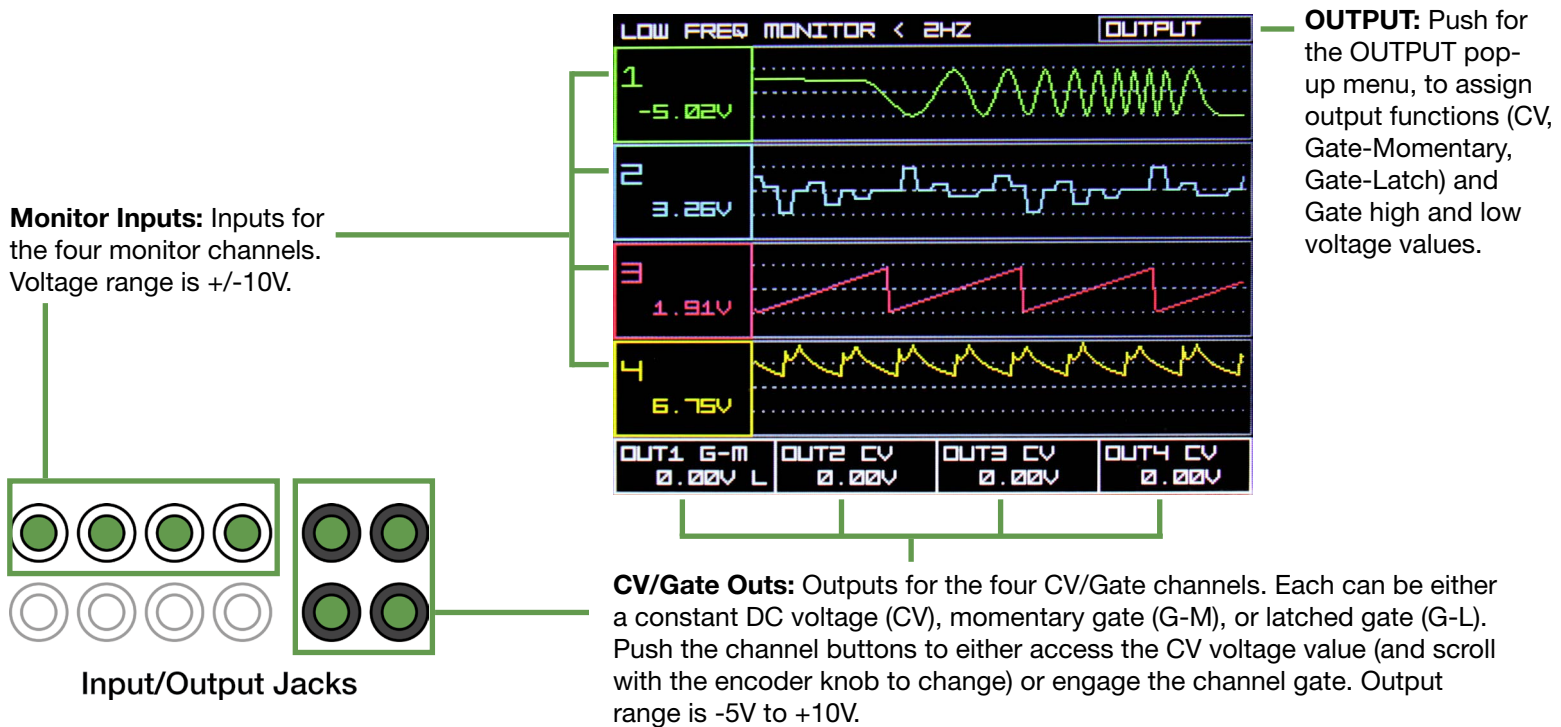 LOW FREQ MONITOR < 2HZ
OUTPUT
1
-5.02V
2
3.26V
3
1.91V
4
6.75V
OUT1 G-M
0.00V L
OUT2 CV
0.00V
OUT3 CV
0.00V
OUT4 CV
0.00V
OUTPUT: Push for
the OUTPUT pop-
up menu, to assign
output functions (CV,
Gate-Momentary,
Gate-Latch) and
Gate high and low
voltage values.
Monitor Inputs: Inputs for
the four monitor channels.
Voltage range is +/-10V.
Input/Output Jacks
CV/Gate Outs: Outputs for the four CV/Gate channels. Each can be either
a constant DC voltage (CV), momentary gate (G-M), or latched gate (G-L).
Push the channel buttons to either access the CV voltage value (and scroll
with the encoder knob to change) or engage the channel gate. Output
range is -5V to +10V.